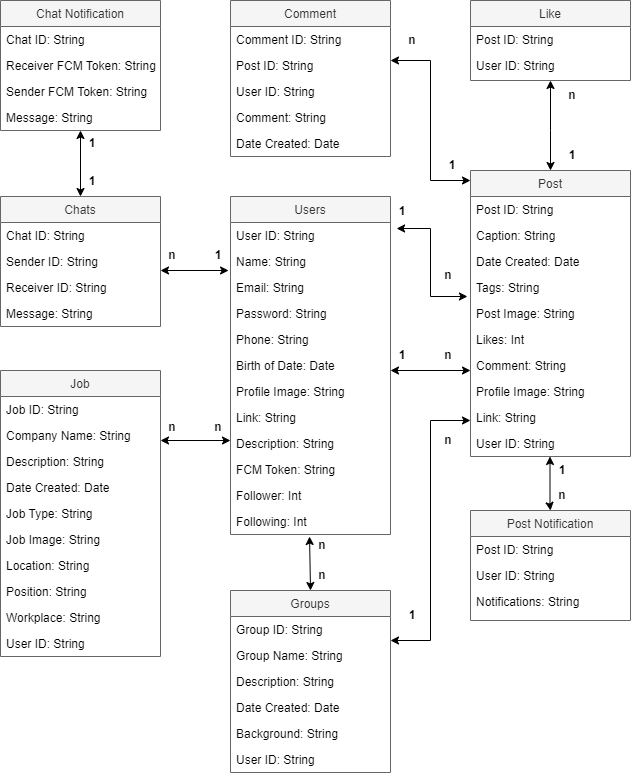 Chat Notification
Chat ID: String
Receiver FCM Token: String
Sender FCM Token: String
Message: String
1
1
Chats
Chat ID: String
Sender ID: String
Receiver ID: String
Message: String
n
1
Job
Job ID: String
Company Name: String
Description: String
Date Created: Date
Job Type: String
Job Image: String
Location: String
Position: String
Workplace: String
User ID: String
n
n
Comment
Comment ID: String
Post ID: String
User ID: String
Comment: String
Date Created: Date
n
1
Users
User ID: String
Name: String
Email: String
Password: String
Phone: String
Birth of Date: Date
Profile Image: String
Link: String
Description: String
FCM Token: String
Follower: Int
Following: Int
1
n
1
n
n
n
Groups
Group ID: String
Group Name: String
Description: String
Date Created: Date
Background: String
User ID: String
n
1
Like
Post ID: String
User ID: String
n
1
Post
Post ID: String
Caption: String
Date Created: Date
Tags: String
Post Image: String
Likes: Int
Comment: String
Profile Image: String
Link: String
User ID: String
1
n
Post Notification
Post ID: String
User ID: String
Notifications: String